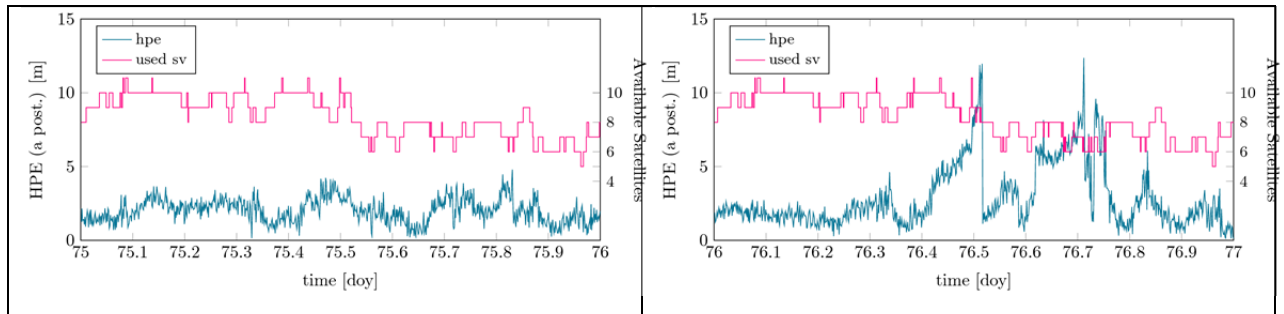 15
10
5
0
HPE (a post.) [m]
hpe
used sv
10
8
6
4
Available Satellites
75 75.1 75.2 75.3 75.4 75.5 75.6 75.7 75.8 75.9 76
time [doy]
15
10
5
0
HPE (a post.) [m]
hpe
used sv
10
8
6
4
Available Satellites
76 76.1 76.2 76.3 76.4 76.5 76.6 76.7 76.8 76.9 77
time [doy]